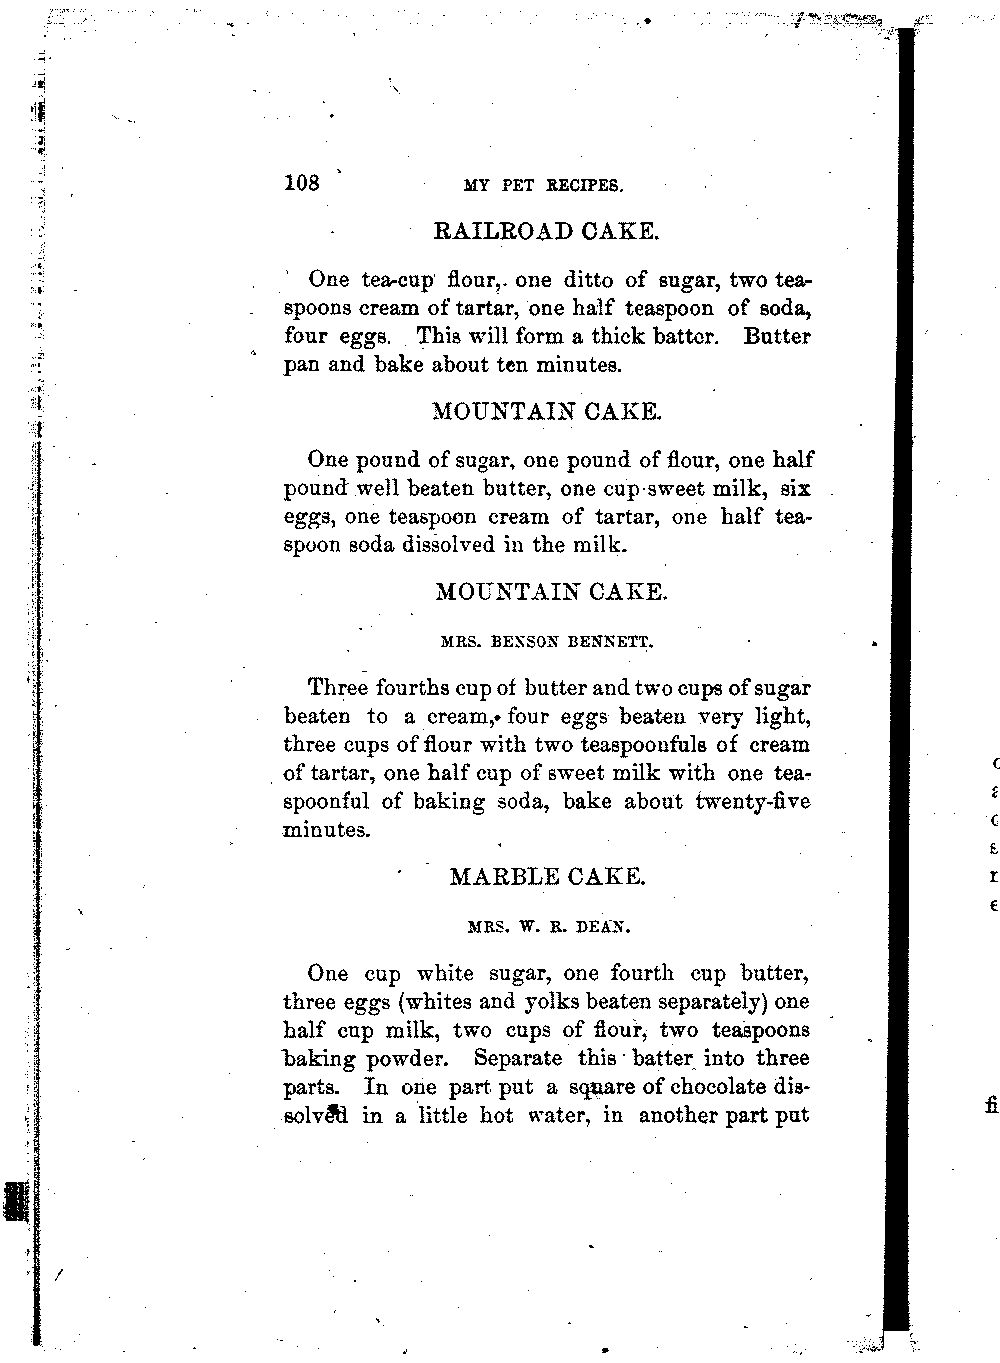 108 MY PET RECIPES.
RAILROAD CAKE.
One tea-cup flour, one ditto of sugar, two tea-
spoons cream of tartar, one half teaspoon of soda,
four eggs. This will form a thick batter. Butter
pan and bake about ten minutes.
MOUNTAIN CAKE.
One pound of sugar, one pound of flour, one half
pound well beaten butter, one cup sweet milk, six
eggs, one teaspoon cream of tartar, one half tea-
spoon soda dissolved in the milk.
MOUNTAIN CAKE.
MRS. BENSON BENNETT.
Three fourths cup of butter and two cups of sugar
beaten to a cream, four eggs beaten very light,
three cups of flour with two teaspoonfuls of cream
of tartar, one half cup of sweet milk with one tea-
spoonful of baking soda, bake about twenty-five
minutes.
MARBLE CAKE.
MRS. W. R. DEAN.
One cup white sugar, one fourth cup butter,
three eggs (whites and yolks beaten separately) one
half cup milk, two cups of flour, two teaspoons
baking powder. Separate this batter into three
parts. In one part put a square of chocolate dis-
solved in a little hot water, in another part put